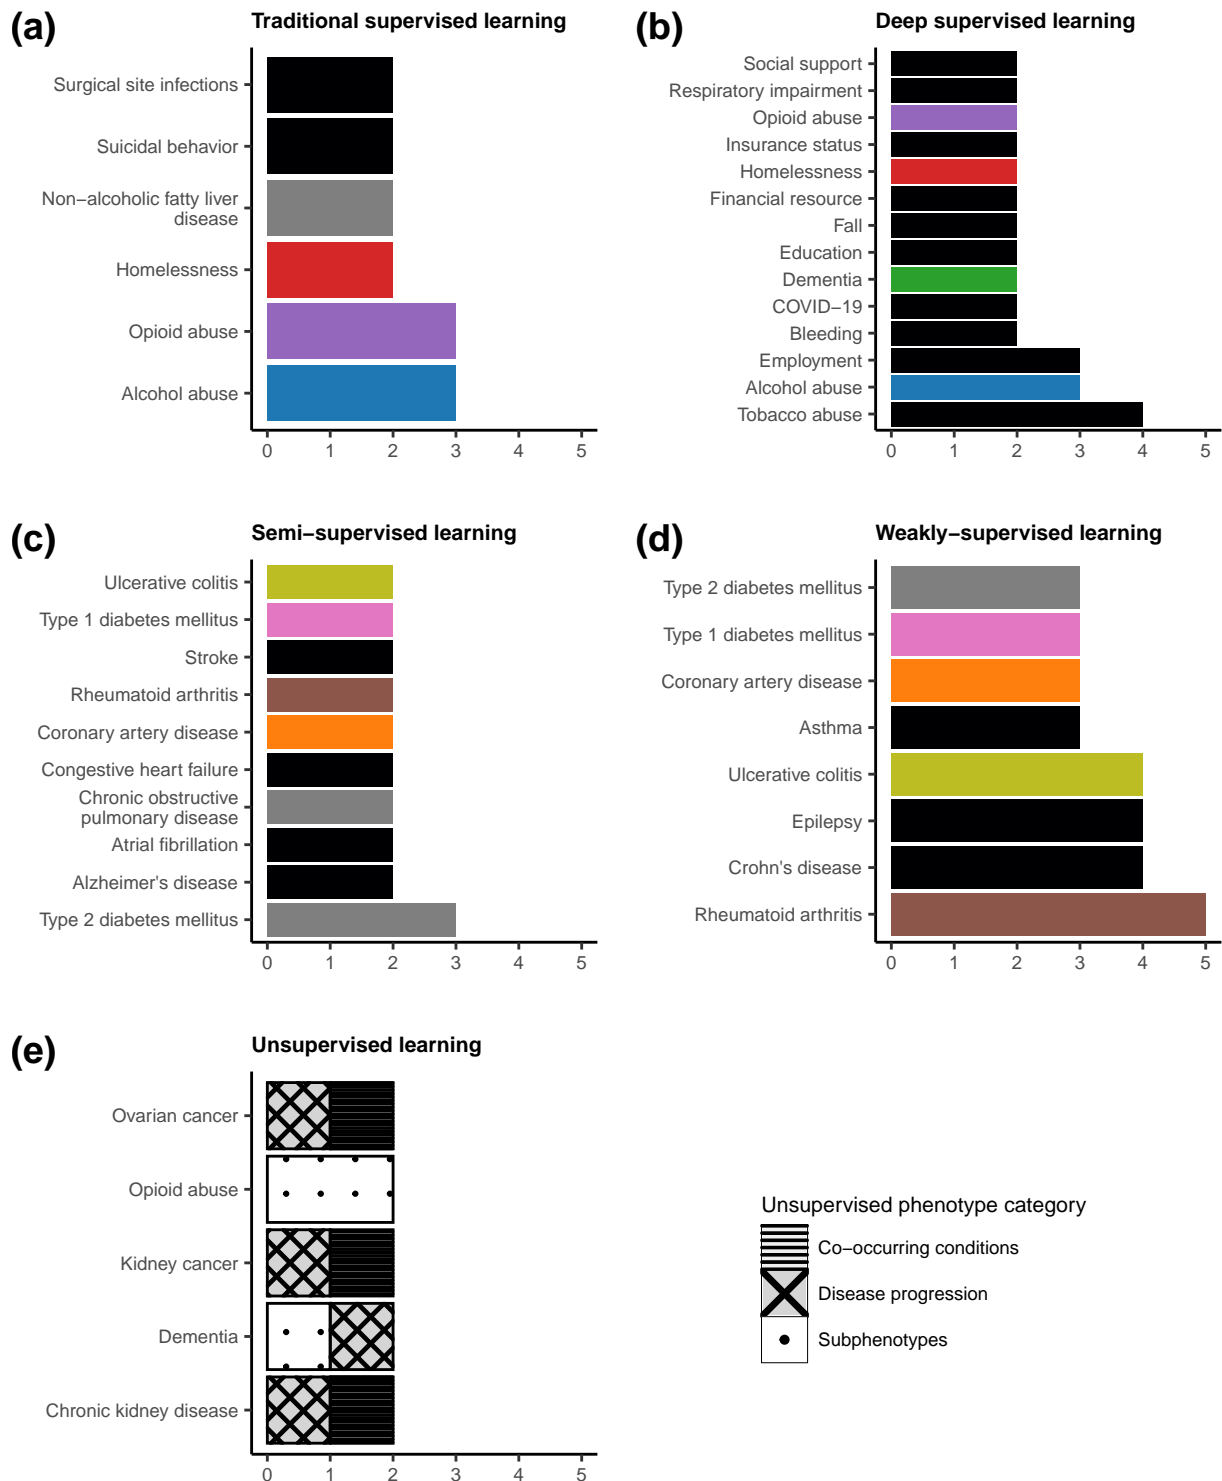 (a)
Traditional supervised learning
Surgical site infections
Suicidal behavior
Non−alcoholic fatty liver
disease
Homelessness
Opioid abuse
Alcohol abuse
0 1 2 3 4 5
(b)
Deep supervised learning
Social support
Respiratory impairment
Opioid abuse
Insurance status
Homelessness
Financial resource
Fall
Education
Dementia
COVID−19
Bleeding
Employment
Alcohol abuse
Tobacco abuse
0 1 2 3 4 5
(c)
Semi−supervised learning
Ulcerative colitis
Type 1 diabetes mellitus
Stroke
Rheumatoid arthritis
Coronary artery disease
Congestive heart failure
Chronic obstructive
pulmonary disease
Atrial fibrillation
Alzheimer's disease
Type 2 diabetes mellitus
0 1 2 3 4 5
(d)
Weakly−supervised learning
Type 2 diabetes mellitus
Type 1 diabetes mellitus
Coronary artery disease
Asthma
Ulcerative colitis
Epilepsy
Crohn's disease
Rheumatoid arthritis
0 1 2 3 4 5
(e)
Unsupervised learning
Ovarian cancer
Opioid abuse
Kidney cancer
Dementia
Chronic kidney disease
0 1 2 3 4 5
Unsupervised phenotype category
Co−occurring conditions
Disease progression
Subphenotypes